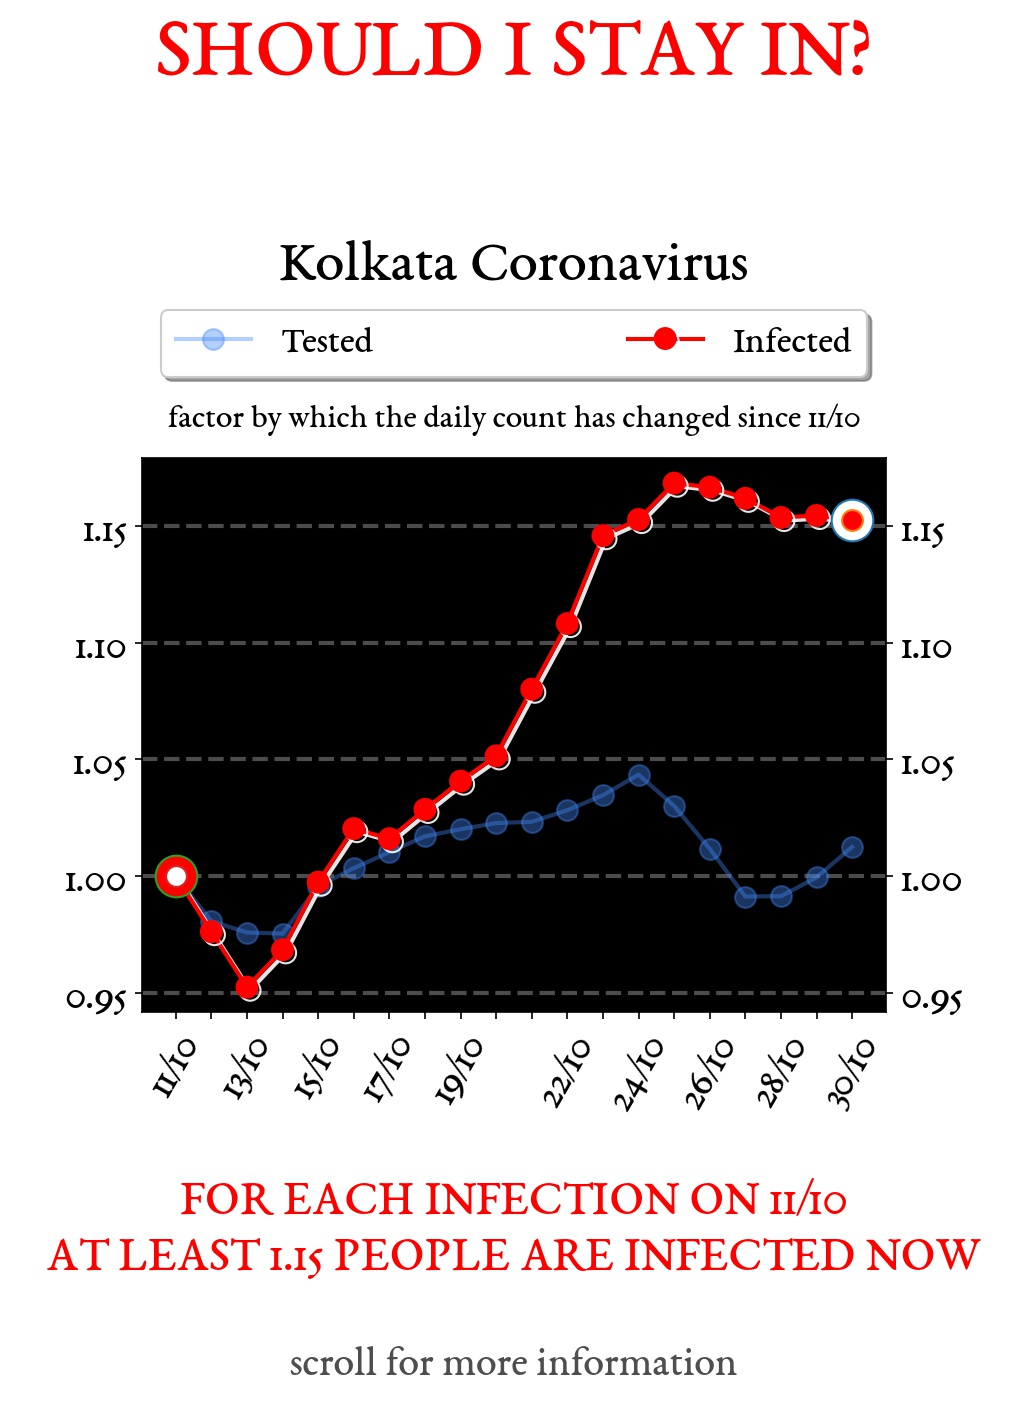 SHOULD I STAY IN?
Kolkata Coronavirus
Tested Infected
factor by which the daily count has changed since 11/10
1.15 1.15
1.10 1.10
1.05 1.05
1.00 1.00
0.95 0.95
11/10 13/10 15/10 17/10 19/10 22/10 24/10 26/10 28/10 30/10
FOR EACH INFECTION ON 11/10
AT LEAST 1.15 PEOPLE ARE INFECTED NOW
scroll for more information